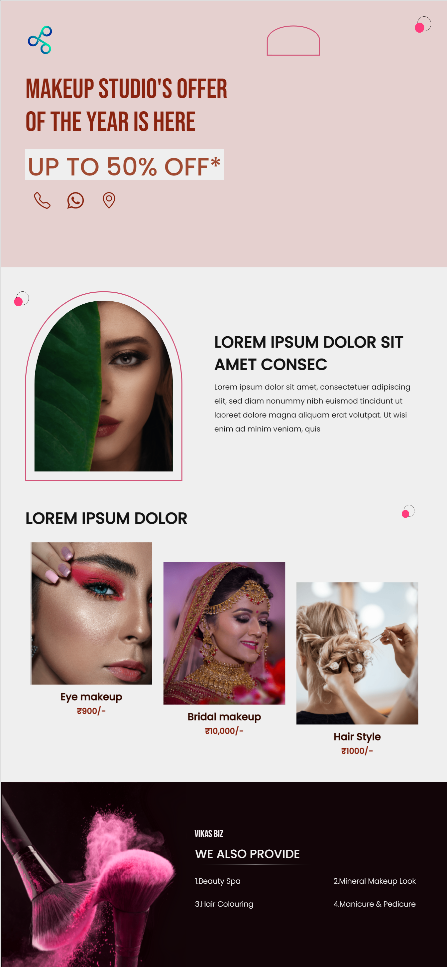 MAKEUP STUDIO'S OFFER
OF THE YEAR IS HERE
UP TO 50% OFF*
LOREM IPSUM DOLOR SIT
AMET CONSEC
Lorem ipsum dolor sit amet, consectetuer adipiscing
elit, sed diam nonummy nibh euismod tincidunt ut
laoreet dolore magna aliquam erat volutpat. Ut wisi
enim ad minim veniam, quis
LOREM IPSUM DOLOR
Eye makeup
₹900/-
Bridal makeup
₹10,000/-
Hair Style
₹1000/-
VIKAS BIZ
WE ALSO PROVIDE
1.Beauty Spa
2.Mineral Makeup Look
3.Hair Colouring
4.Manicure & Pedicure